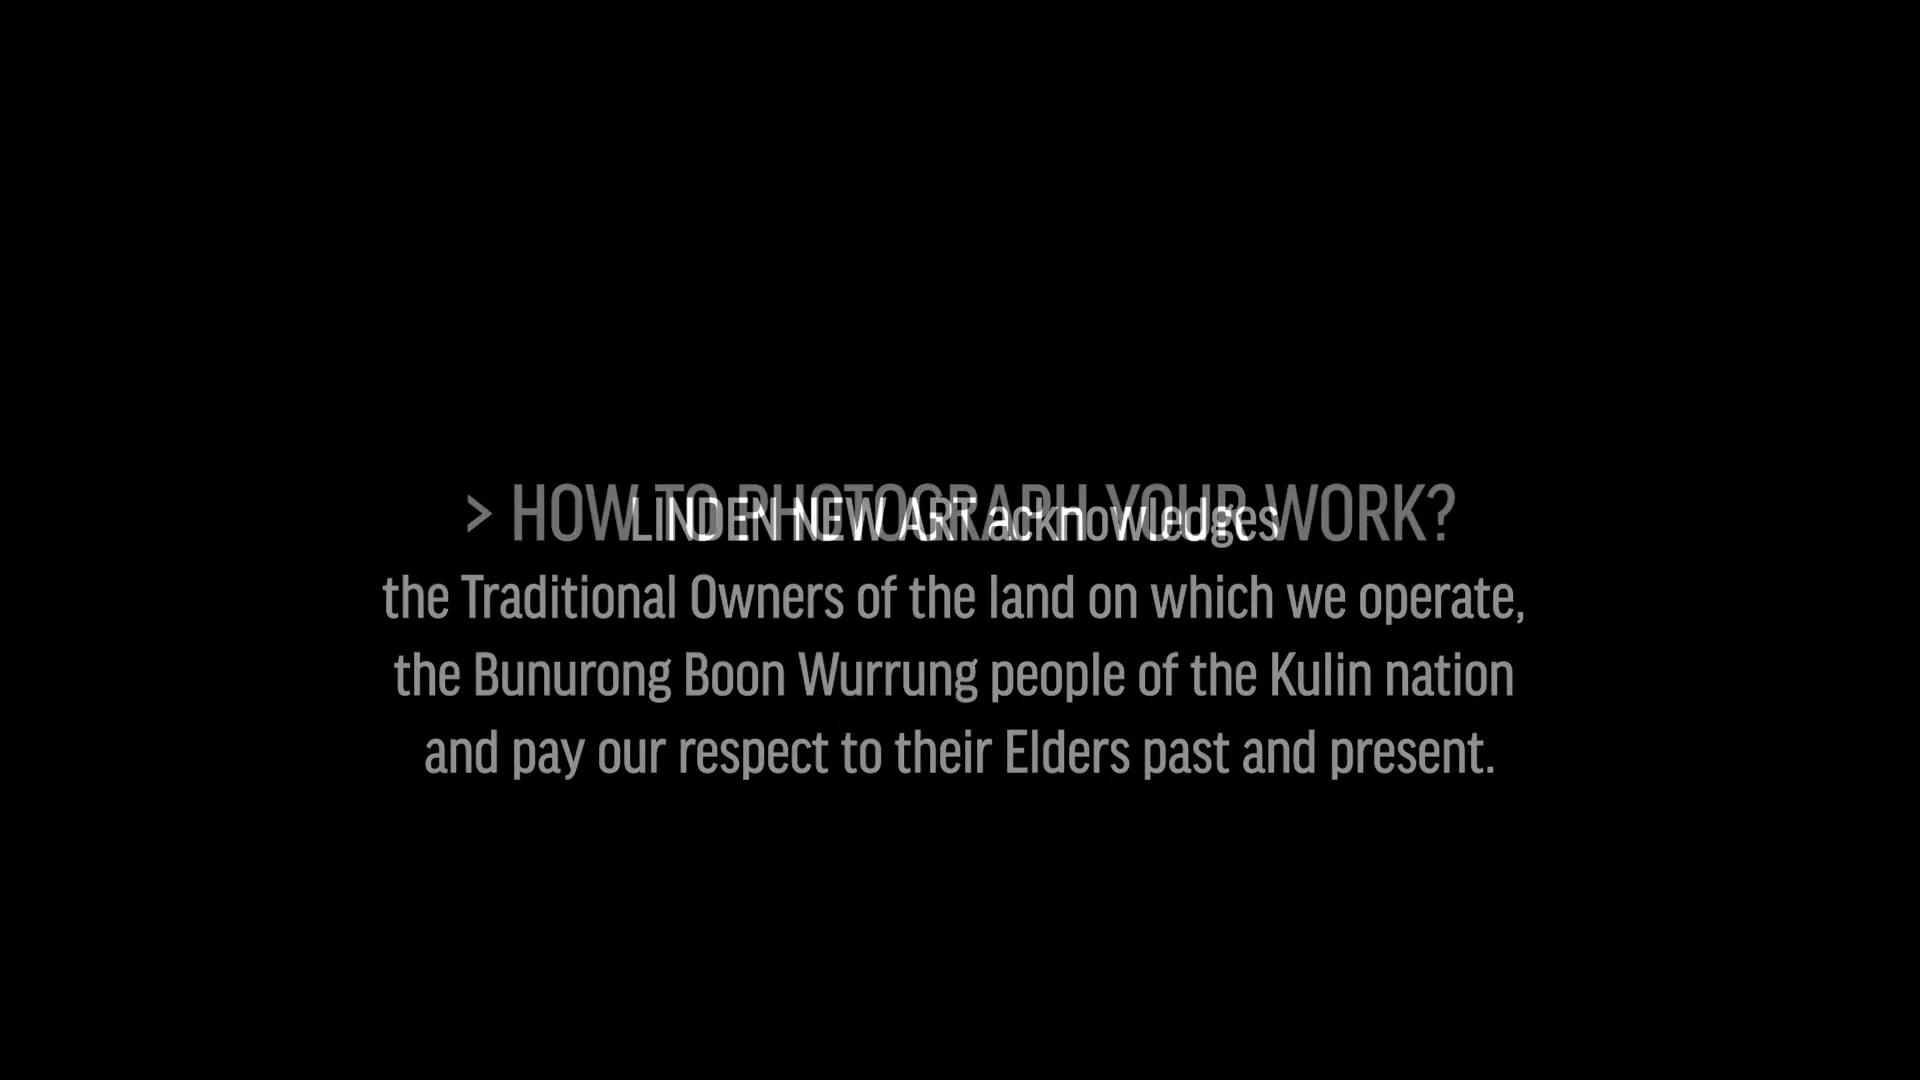 > HOW TO PHOTOGRAPH YOUR WORK?
LINDEN NEW ART acknowledges
the Traditional Owners of the land on which we operate,
the Bunurong Boon Wurrung people of the Kulin nation
and pay our respect to their Elders past and present.